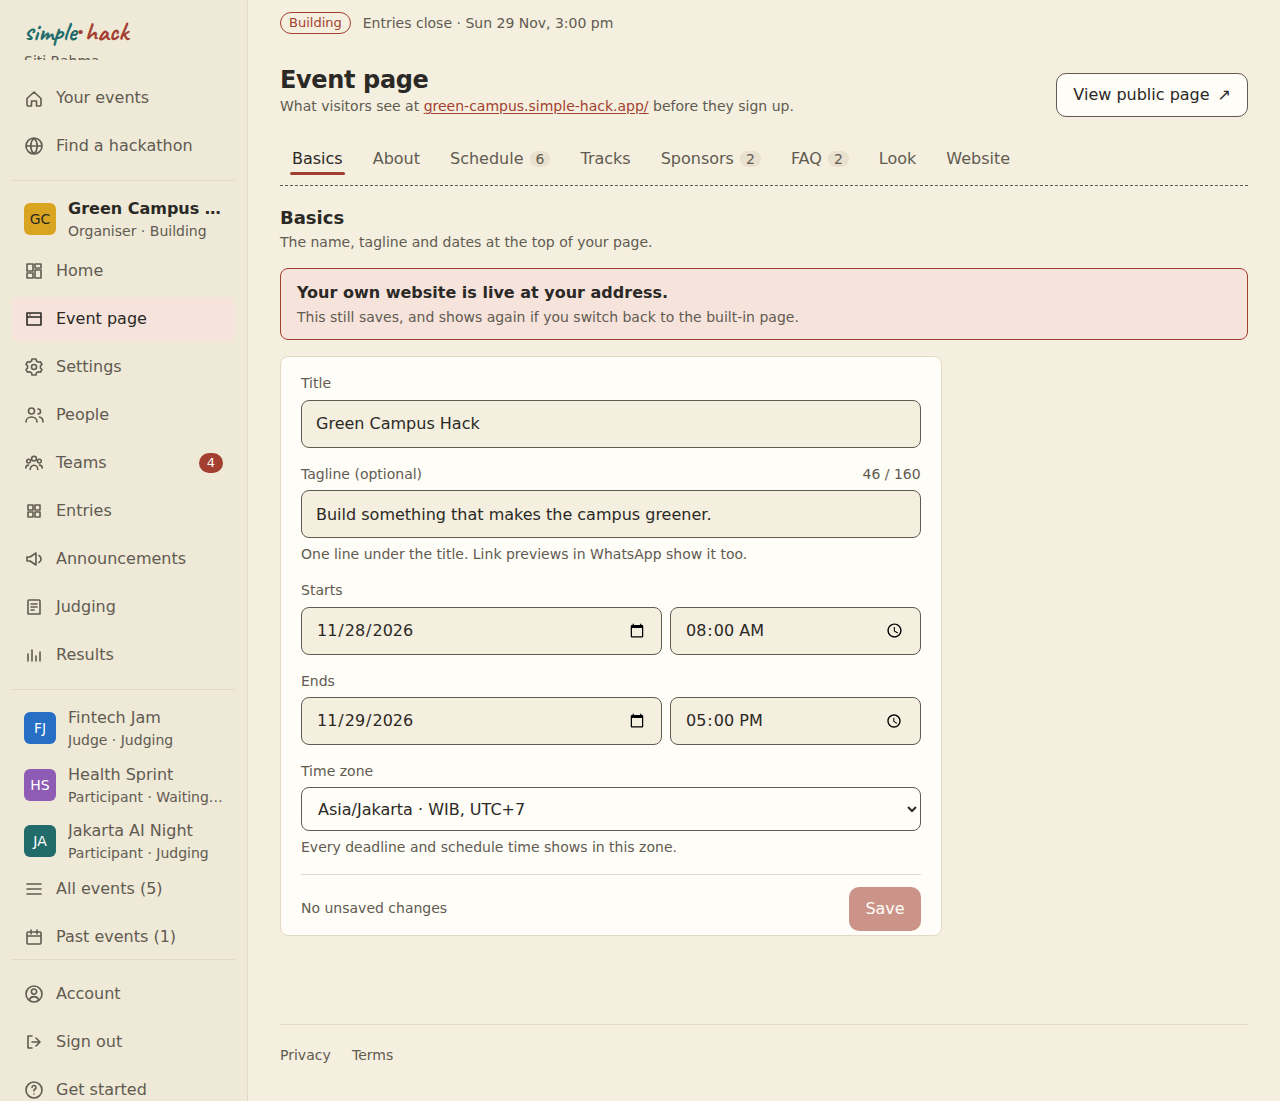 simple·hack
Siti Rahma
Your events
Find a hackathon
GC
Green Campus ...
Organiser · Building
Home
Event page
Settings
People
Teams
4
Entries
Announcements
Judging
Results
FJ
Fintech Jam
Judge · Judging
HS
Health Sprint
Participant · Waiting...
JA
Jakarta AI Night
Participant · Judging
All events (5)
Past events (1)
Account
Sign out
Get started
Building
Entries close · Sun 29 Nov, 3:00 pm
Event page
What visitors see at green-campus.simple-hack.app/ before they sign up.
View public page ↗
Basics
About
Schedule 6
Tracks
Sponsors 2
FAQ 2
Look
Website
Basics
The name, tagline and dates at the top of your page.
Your own website is live at your address.
This still saves, and shows again if you switch back to the built-in page.
Title
Green Campus Hack
Tagline (optional)
46 / 160
Build something that makes the campus greener.
One line under the title. Link previews in WhatsApp show it too.
Starts
11/28/2026
08:00 AM
Ends
11/29/2026
05:00 PM
Time zone
Asia/Jakarta · WIB, UTC+7
Every deadline and schedule time shows in this zone.
No unsaved changes
Save
Privacy
Terms